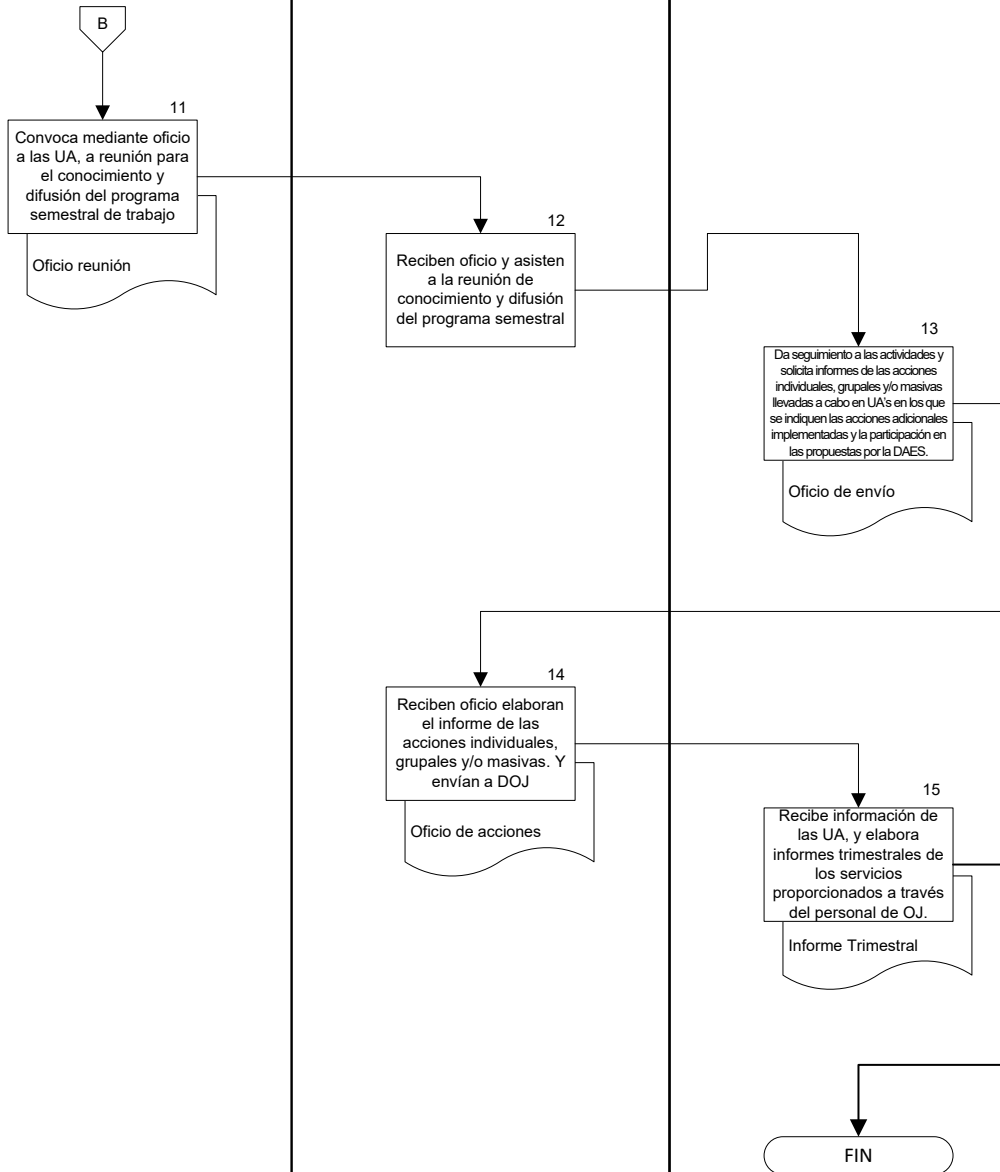 B
11
Convoca mediante oficio
a las UA, a reunión para
el conocimiento y
difusión del programa
semestral de trabajo
Oficio reunión
12
Reciben oficio y asisten
a la reunión de
conocimiento y difusión
del programa semestral
13
Da seguimiento a las actividades y
solicita informes de las acciones
individuales, grupales y/o masivas
llevadas a cabo en UA's en los que
se indiquen las acciones adicionales
implementadas y la participación en
las propuestas por la DAES.
Oficio de envío
14
Reciben oficio elaboran
el informe de las
acciones individuales,
grupales y/o masivas. Y
envían a DOJ
Oficio de acciones
15
Recibe información de
las UA, y elabora
informes trimestrales de
los servicios
proporcionados a través
del personal de OJ.
Informe Trimestral
FIN